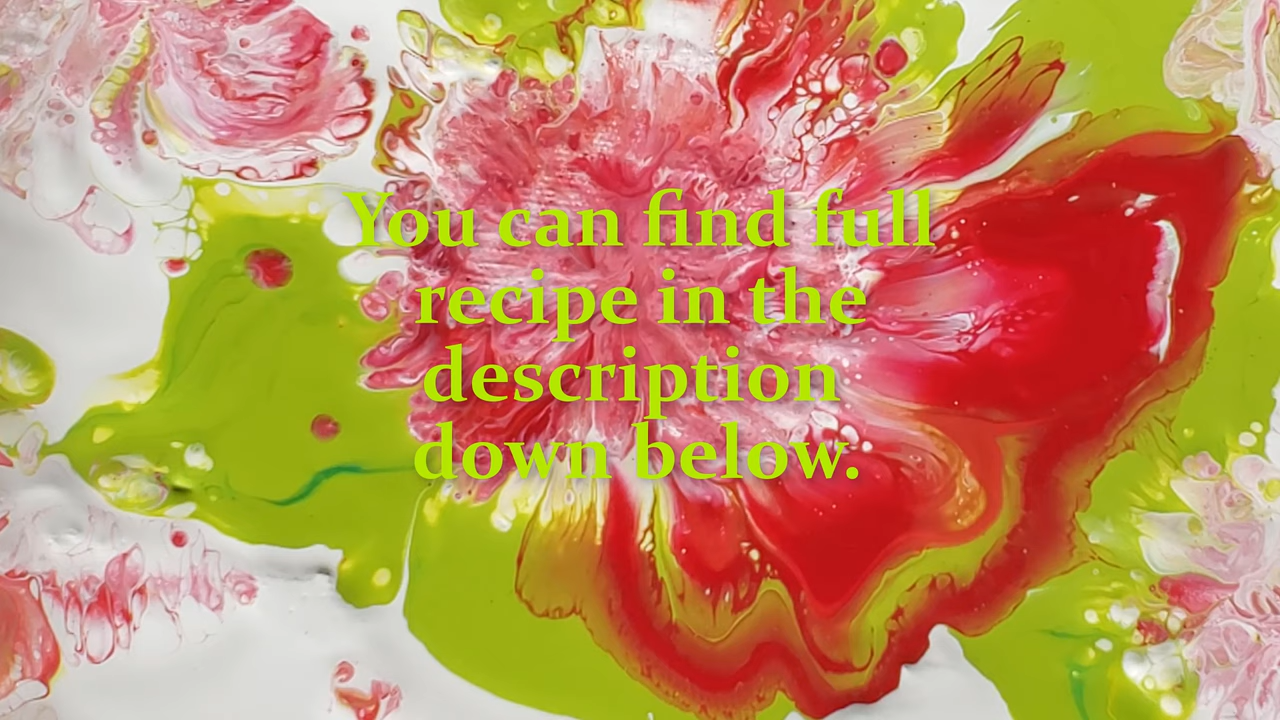 You can find full
recipe in the
description
down below.